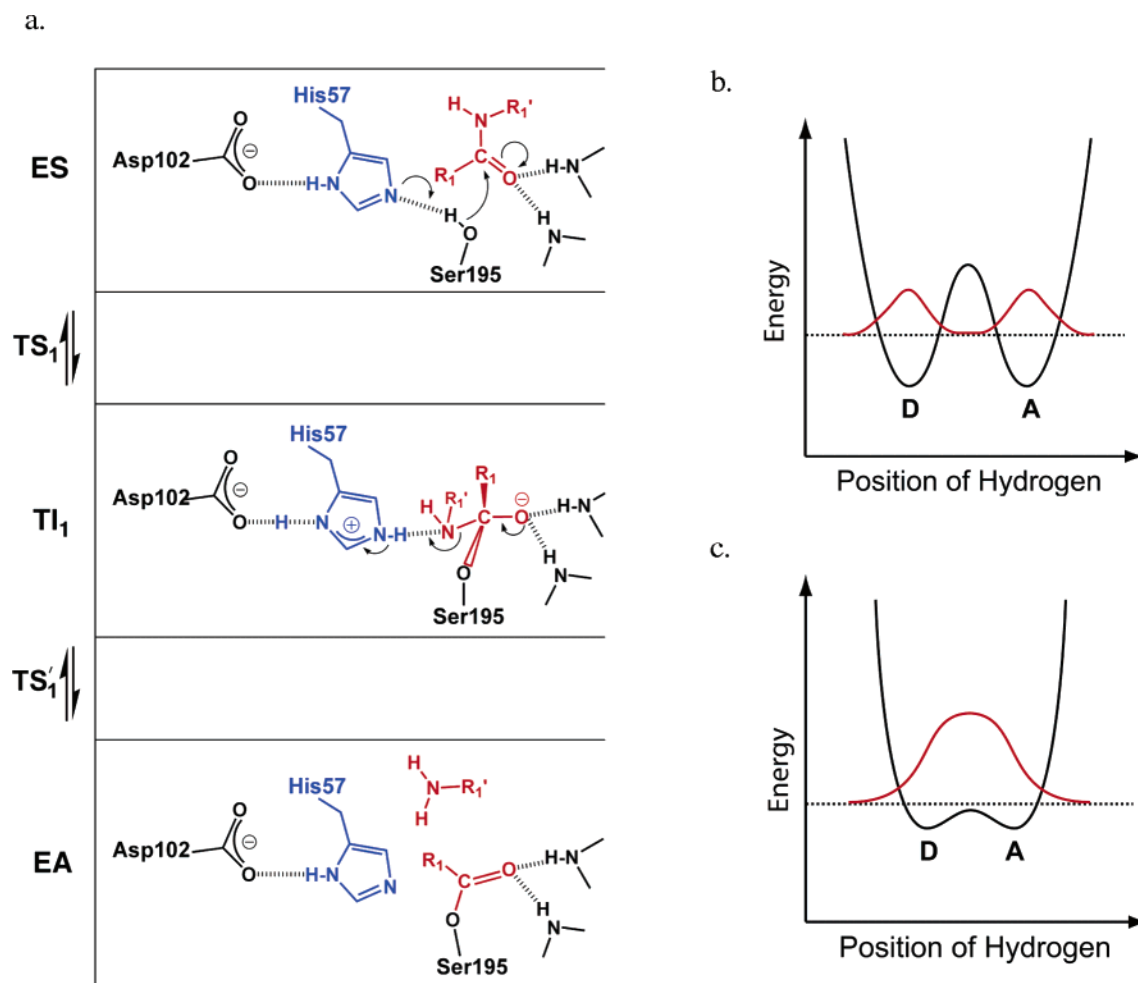 a.
ES
Asp102
O
O
⊖
His57
H-N
N
H
O
Ser195
H
N
R1'
C
R1
O
H-N
H
N
TS1
TI1
Asp102
O
O
⊖
H
His57
N
⊕
N-H
H
R1'
N
R1
C
O
⊖
O
Ser195
H-N
H
N
TS1'
EA
Asp102
O
O
⊖
His57
H-N
N
H
N-R1'
H
R1
C
O
O
Ser195
H-N
H
N
b.
Energy
D A
Position of Hydrogen
c.
Energy
D A
Position of Hydrogen